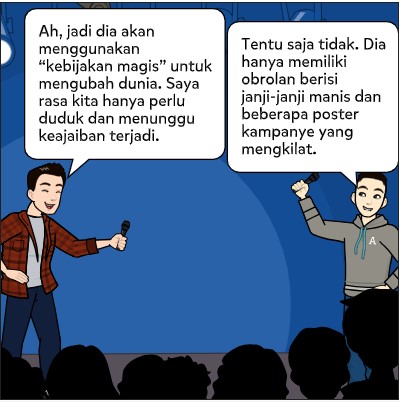 Ah, jadi dia akan
menggunakan
“kebijakan magis” untuk
mengubah dunia. Saya
rasa kita hanya perlu
duduk dan menunggu
keajaiban terjadi.
Tentu saja tidak. Dia
hanya memiliki
obrolan berisi
janji-janji manis dan
beberapa poster
kampanye yang
mengkilat.
A